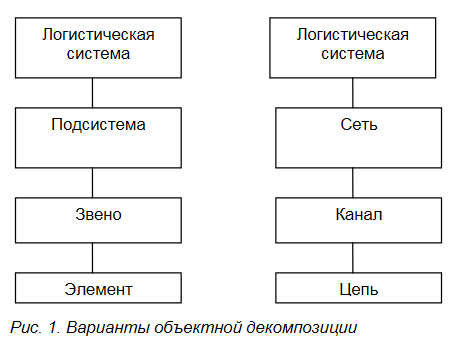 Логистическая
система
Подсистема
Звено
Элемент
Логистическая
система
Сеть
Канал
Цепь
Рис. 1. Варианты объектной декомпозиции